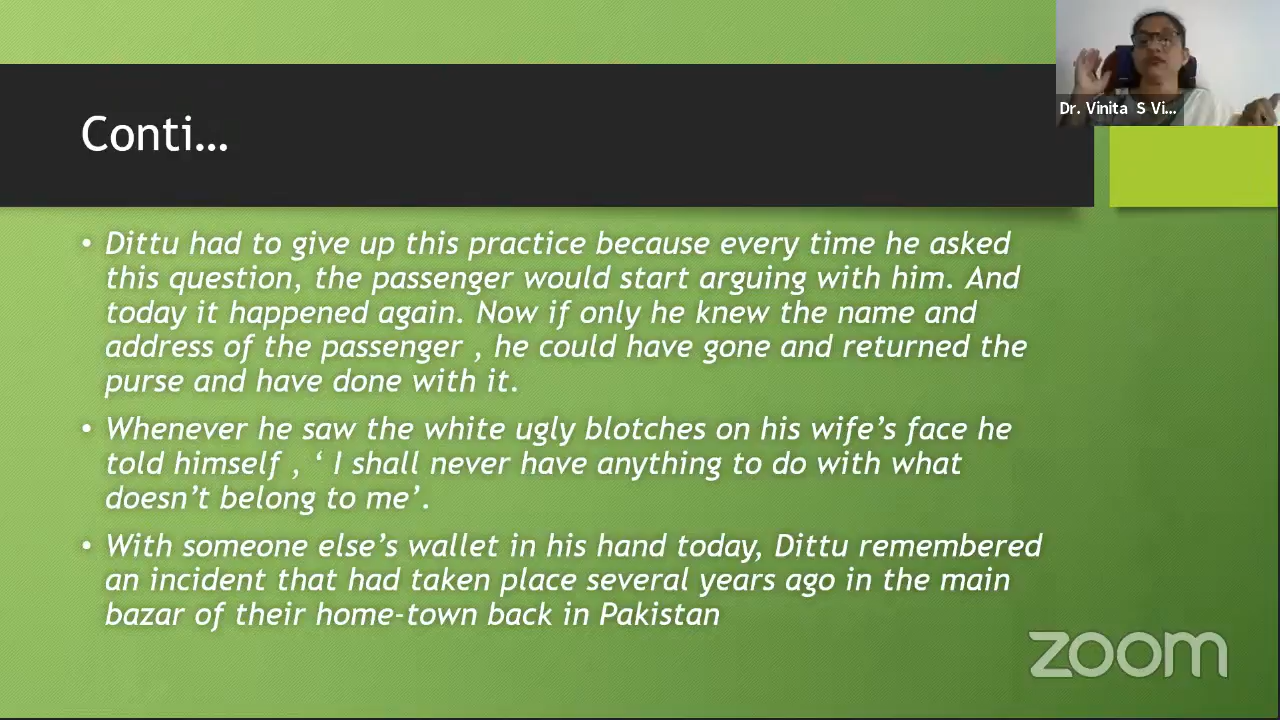 Dr. Vinita S Vi...
Conti...
• Dittu had to give up this practice because every time he asked
this question, the passenger would start arguing with him. And
today it happened again. Now if only he knew the name and
address of the passenger , he could have gone and returned the
purse and have done with it.
• Whenever he saw the white ugly blotches on his wife’s face he
told himself , ‘ I shall never have anything to do with what
doesn’t belong to me’.
• With someone else’s wallet in his hand today, Dittu remembered
an incident that had taken place several years ago in the main
bazar of their home-town back in Pakistan
zoom